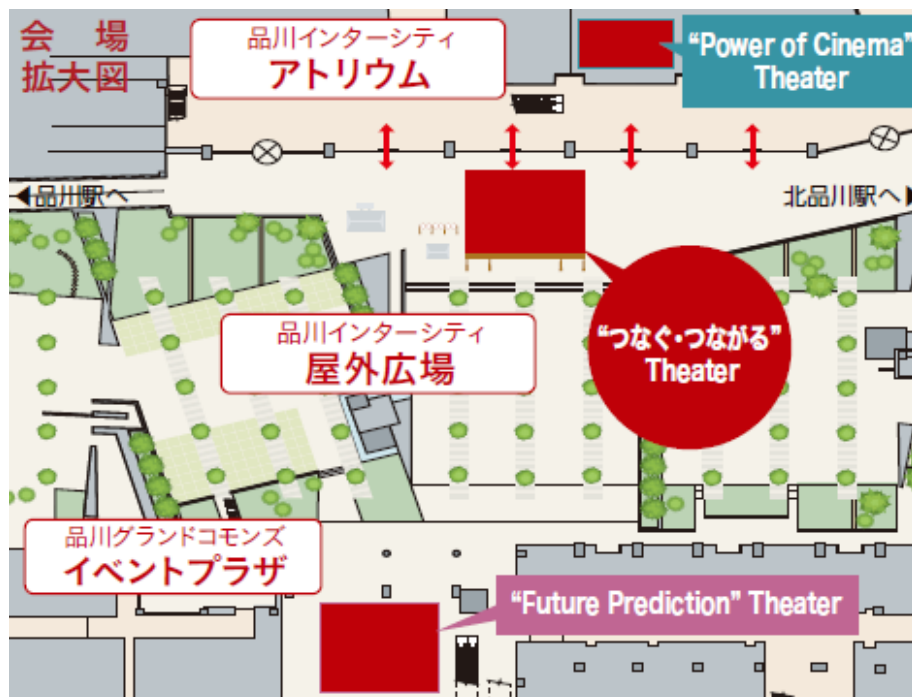 会 場
拡大図
品川インターシティ
アトリウム
“Power of Cinema”
Theater
◀品川駅へ
北品川駅へ▶
品川インターシティ
屋外広場
“つなぐ・つながる”
Theater
品川グランドコモンズ
イベントプラザ
“Future Prediction” Theater